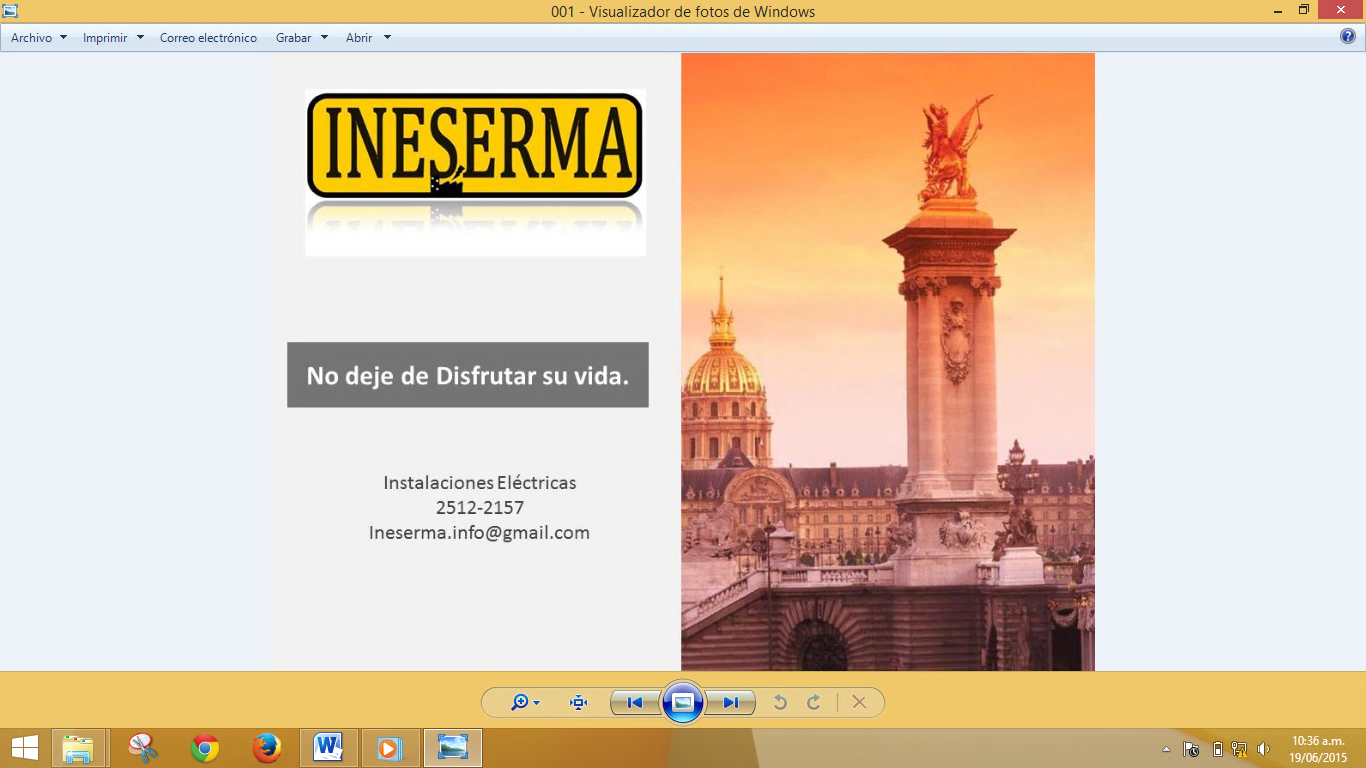 001 - Visualizador de fotos de Windows
Archivo Imprimir Correo electrónico Grabar Abrir
INESERMA
No deje de Disfrutar su vida.
Instalaciones Eléctricas
2512-2157
Ineserma.info@gmail.com
10:36 a.m.
19/06/2015